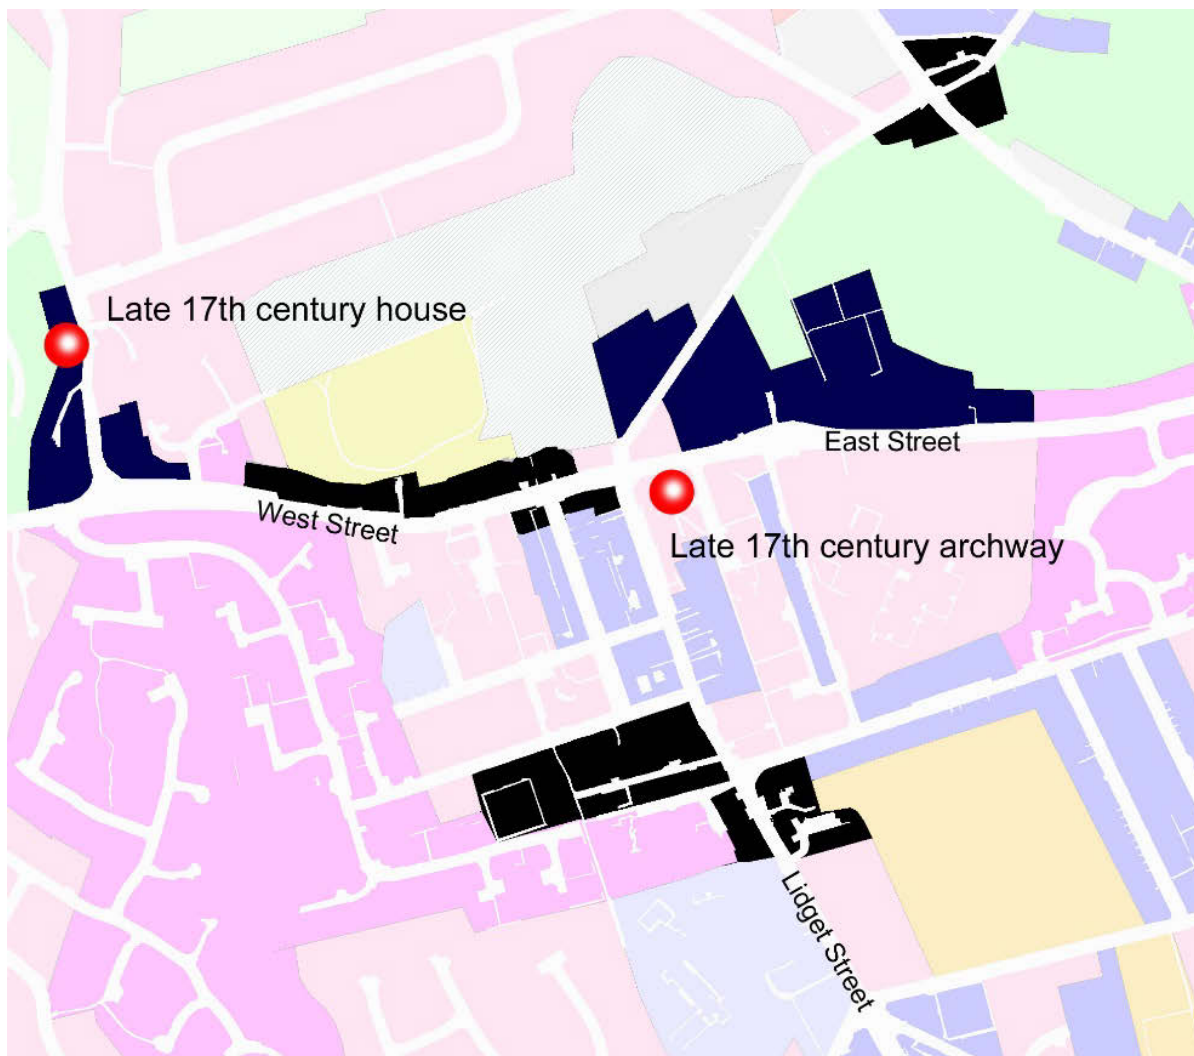 Late 17th century house
East Street
West Street
Late 17th century archway
Lidget Street